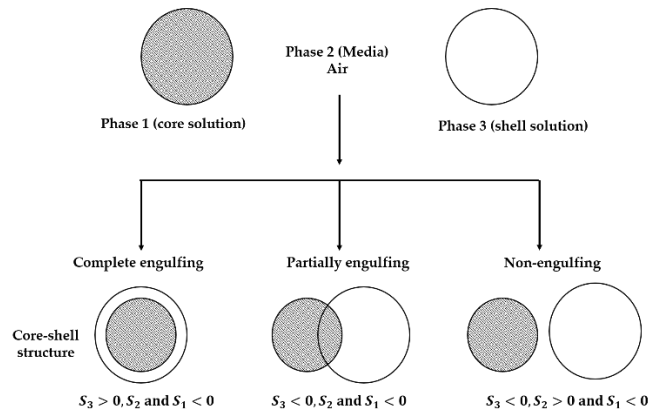 Phase 2 (Media)
Air
Phase 1 (core solution)
Phase 3 (shell solution)
Complete engulfing
Partially engulfing
Non-engulfing
Core-shell
structure
S₃ > 0, S₂ and S₁ < 0
S₃ < 0, S₂ and S₁ < 0
S₃ < 0, S₂ > 0 and S₁ < 0